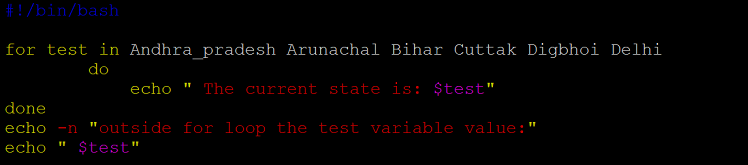 #!/bin/bash
for test in Andhra_pradesh Arunachal Bihar Cuttak Digbhoi Delhi
do
echo " The current state is: $test"
done
echo -n "outside for loop the test variable value:"
echo " $test"